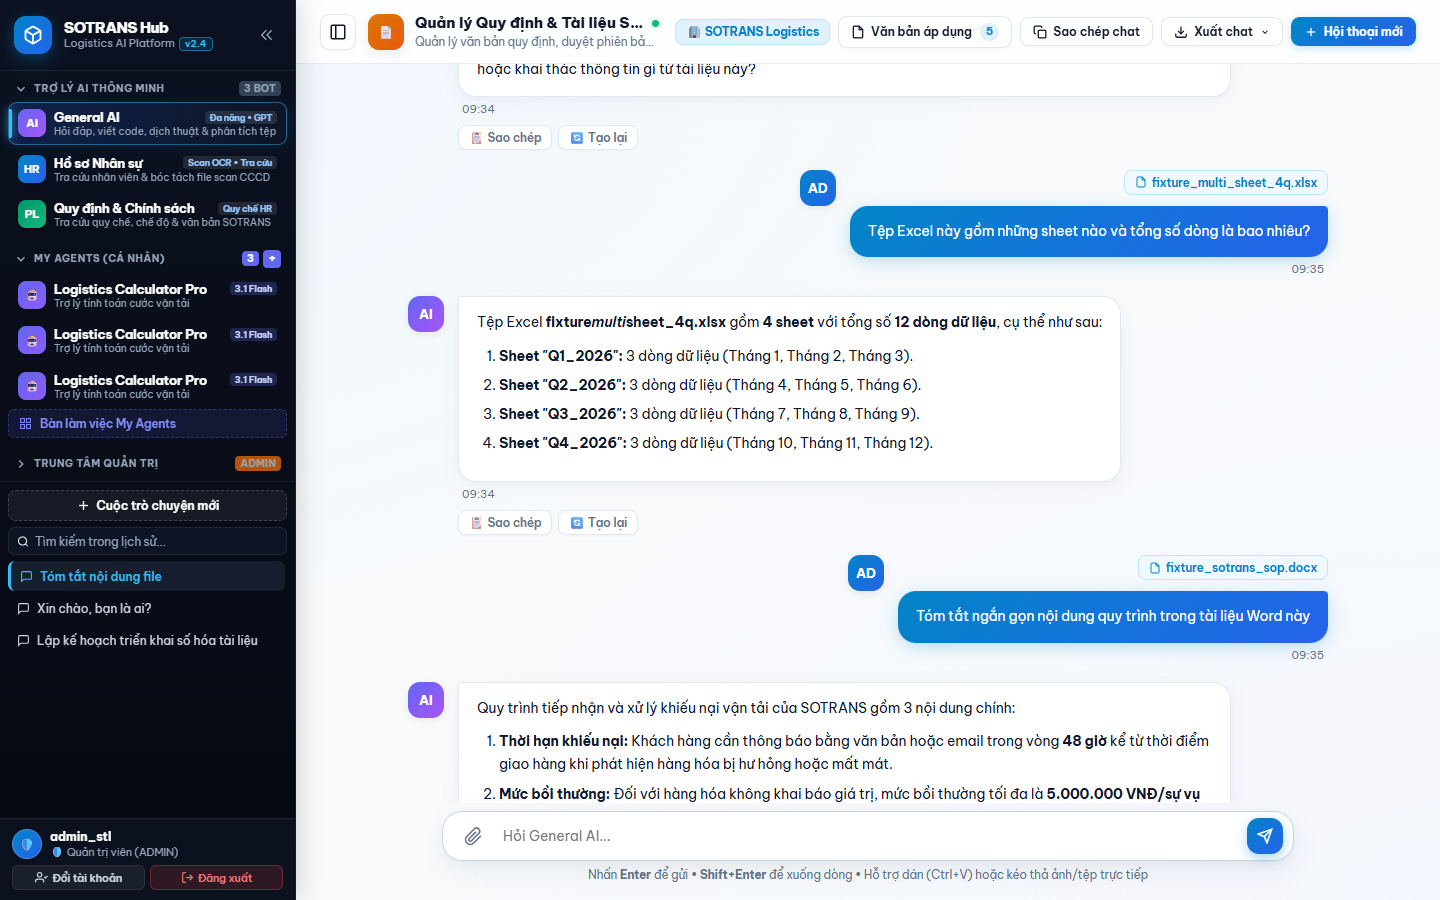 SOTRANS Hub
Logistics AI Platform v2.4
TRỢ LÝ AI THÔNG MINH 3 BOT
AI General AI Đa năng • GPT
Hỏi đáp, viết code, dịch thuật & phân tích tệp
HR Hồ sơ Nhân sự Scan OCR • Tra cứu
Tra cứu nhân viên & bóc tách file scan CCCD
PL Quy định & Chính sách Quy chế HR
Tra cứu quy chế, chế độ & văn bản SOTRANS
MY AGENTS (CÁ NHÂN) 3 +
Logistics Calculator Pro 3.1 Flash
Trợ lý tính toán cước vận tải
Logistics Calculator Pro 3.1 Flash
Trợ lý tính toán cước vận tải
Logistics Calculator Pro 3.1 Flash
Trợ lý tính toán cước vận tải
Bàn làm việc My Agents
TRUNG TÂM QUẢN TRỊ ADMIN
+ Cuộc trò chuyện mới
Tìm kiếm trong lịch sử...
Tóm tắt nội dung file
Xin chào, bạn là ai?
Lập kế hoạch triển khai số hóa tài liệu
admin_stl
Quản trị viên (ADMIN)
Đổi tài khoản
Đăng xuất
Quản lý Quy định & Tài liệu S...
Quản lý văn bản quy định, duyệt phiên bả...
SOTRANS Logistics
Văn bản áp dụng 5
Sao chép chat
Xuất chat
+ Hội thoại mới
hoặc khai thác thông tin gì từ tài liệu này?
09:34
Sao chép
Tạo lại
AD
fixture_multi_sheet_4q.xlsx
Tệp Excel này gồm những sheet nào và tổng số dòng là bao nhiêu?
09:35
AI
Tệp Excel fixturemultisheet_4q.xlsx gồm 4 sheet với tổng số 12 dòng dữ liệu, cụ thể như sau:
1. Sheet "Q1_2026": 3 dòng dữ liệu (Tháng 1, Tháng 2, Tháng 3).
2. Sheet "Q2_2026": 3 dòng dữ liệu (Tháng 4, Tháng 5, Tháng 6).
3. Sheet "Q3_2026": 3 dòng dữ liệu (Tháng 7, Tháng 8, Tháng 9).
4. Sheet "Q4_2026": 3 dòng dữ liệu (Tháng 10, Tháng 11, Tháng 12).
09:34
Sao chép
Tạo lại
AD
fixture_sotrans_sop.docx
Tóm tắt ngắn gọn nội dung quy trình trong tài liệu Word này
09:35
AI
Quy trình tiếp nhận và xử lý khiếu nại vận tải của SOTRANS gồm 3 nội dung chính:
1. Thời hạn khiếu nại: Khách hàng cần thông báo bằng văn bản hoặc email trong vòng 48 giờ kể từ thời điểm
giao hàng khi phát hiện hàng hóa bị hư hỏng hoặc mất mát.
2. Mức bồi thường: Đối với hàng hóa không khai báo giá trị, mức bồi thường tối đa là 5.000.000 VNĐ/sự vụ
Hỏi General AI...
Nhấn Enter để gửi • Shift+Enter để xuống dòng • Hỗ trợ dán (Ctrl+V) hoặc kéo thả ảnh/tệp trực tiếp